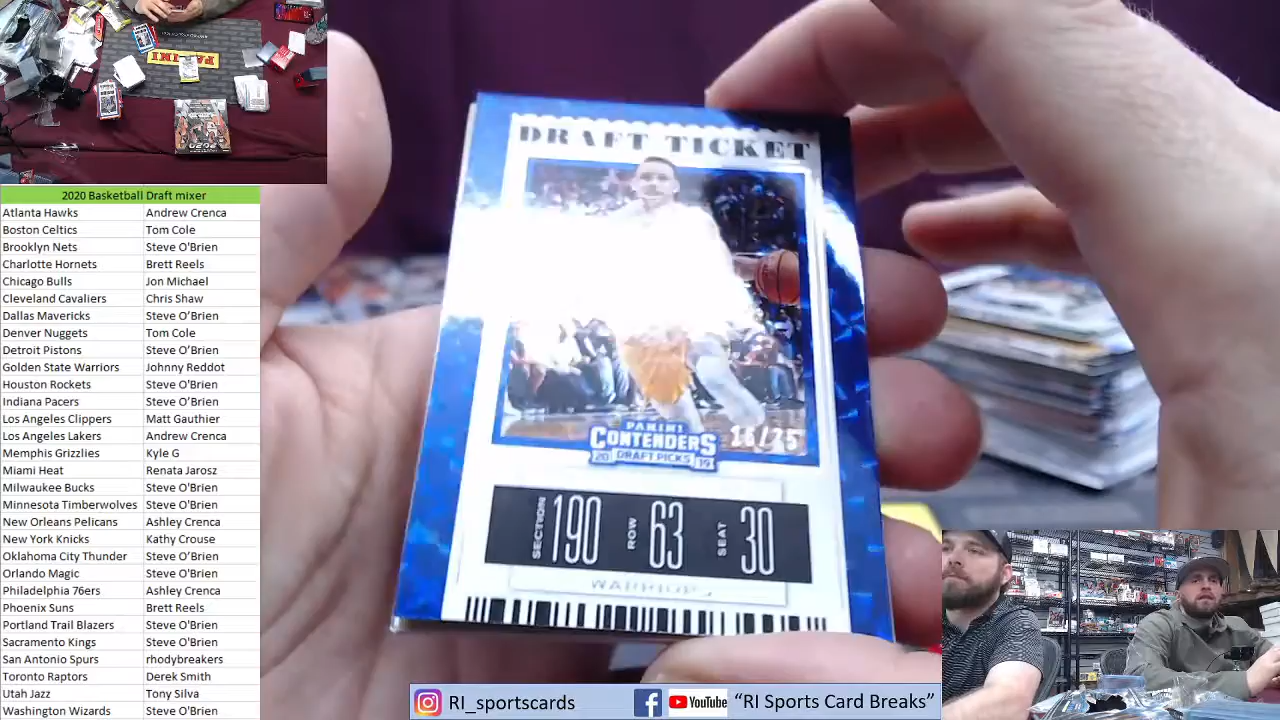 2020 Basketball Draft mixer
Atlanta Hawks Andrew Crenca
Boston Celtics Tom Cole
Brooklyn Nets Steve O'Brien
Charlotte Hornets Brett Reels
Chicago Bulls Jon Michael
Cleveland Cavaliers Chris Shaw
Dallas Mavericks Steve O'Brien
Denver Nuggets Tom Cole
Detroit Pistons Steve O'Brien
Golden State Warriors Johnny Reddot
Houston Rockets Steve O'Brien
Indiana Pacers Steve O'Brien
Los Angeles Clippers Matt Gauthier
Los Angeles Lakers Andrew Crenca
Memphis Grizzlies Kyle G
Miami Heat Renata Jarosz
Milwaukee Bucks Steve O'Brien
Minnesota Timberwolves Steve O'Brien
New Orleans Pelicans Ashley Crenca
New York Knicks Kathy Crouse
Oklahoma City Thunder Steve O'Brien
Orlando Magic Steve O'Brien
Philadelphia 76ers Ashley Crenca
Phoenix Suns Brett Reels
Portland Trail Blazers Steve O'Brien
Sacramento Kings Steve O'Brien
San Antonio Spurs rhodybreakers
Toronto Raptors Derek Smith
Utah Jazz Tony Silva
Washington Wizards Steve O'Brien
PANINI
DRAFT TICKET
16/25
PANINI
CONTENDERS
20 DRAFT PICKS 19
SECTION 190 ROW 63 SEAT 30
WARRIORS
RI_sportscards YouTube “RI Sports Card Breaks”